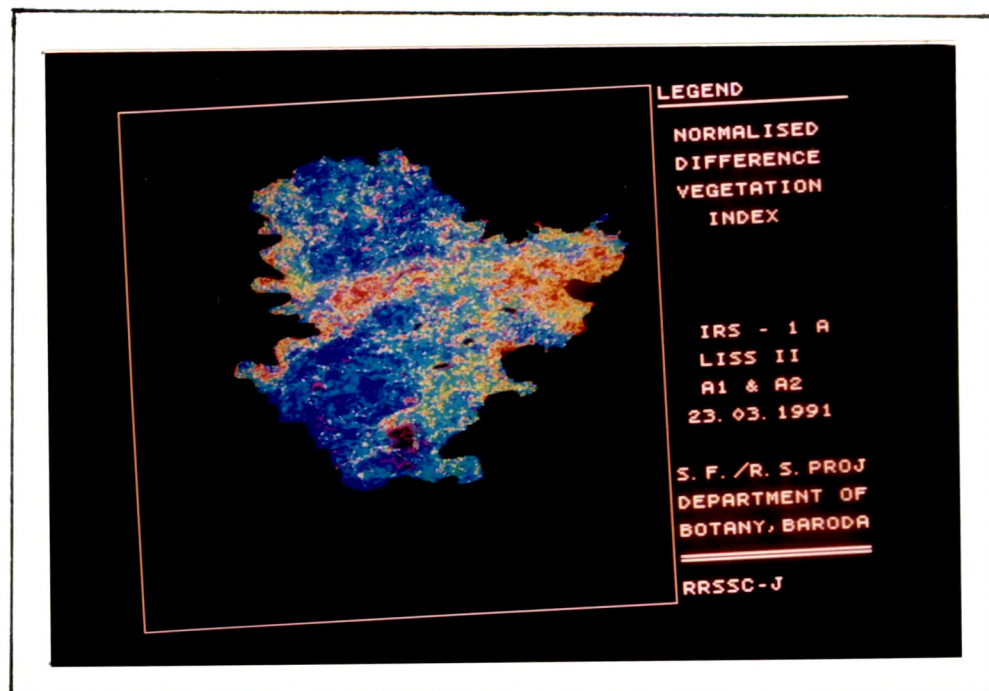 LEGEND
NORMALISED
DIFFERENCE
VEGETATION
INDEX
IRS - 1 A
LISS II
A1 & A2
23.03.1991
S.F./R.S.PROJ
DEPARTMENT OF
BOTANY, BARODA
RRSSC-J